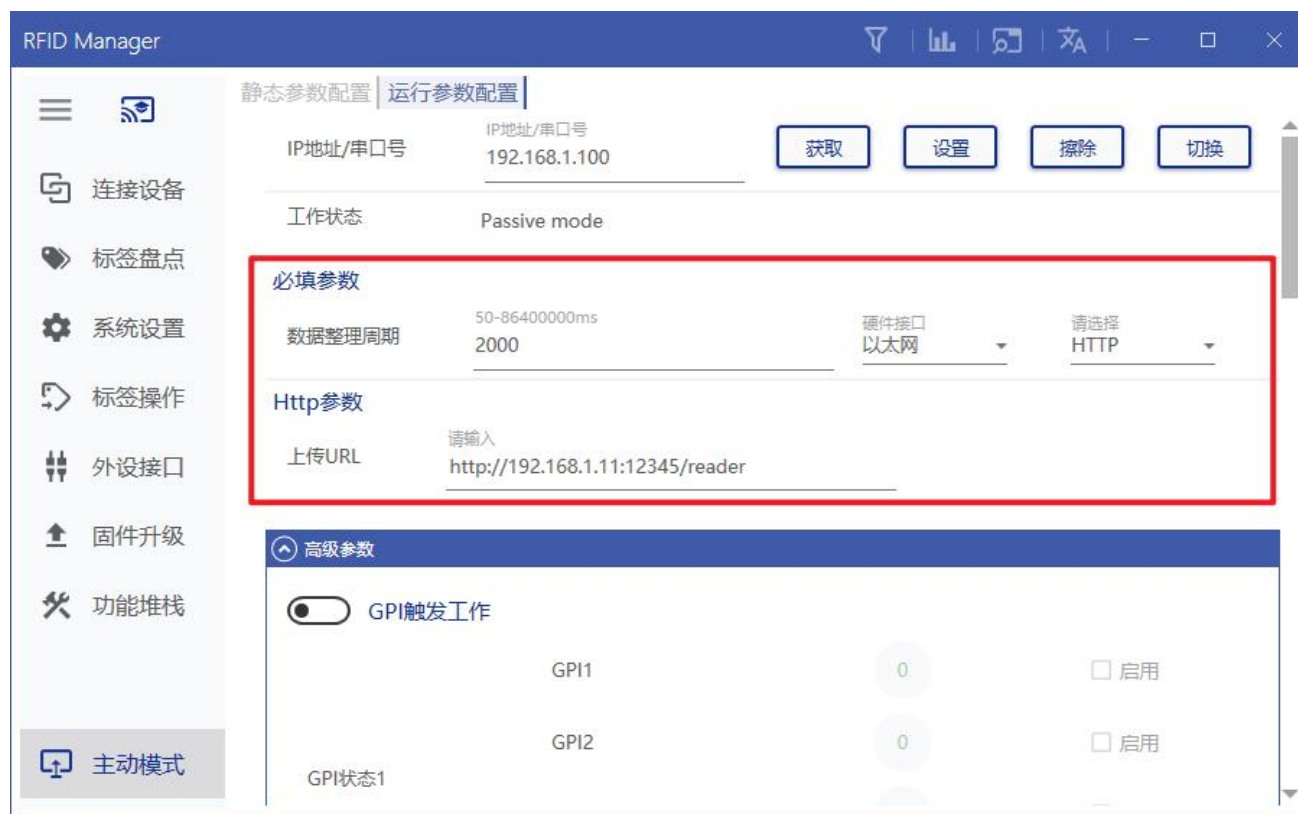 RFID Manager
静态参数配置 运行参数配置
IP地址/串口号
IP地址/串口号
192.168.1.100
获取 设置 擦除 切换
连接设备
工作状态
Passive mode
标签盘点
必填参数
系统设置
数据整理周期
50-86400000ms
2000
硬件接口
以太网
请选择
HTTP
标签操作
Http参数
外设接口
上传URL
请输入
http://192.168.1.11:12345/reader
固件升级
高级参数
功能堆栈
GPI触发工作
GPI1 0 启用
GPI2 0 启用
主动模式
GPI状态1